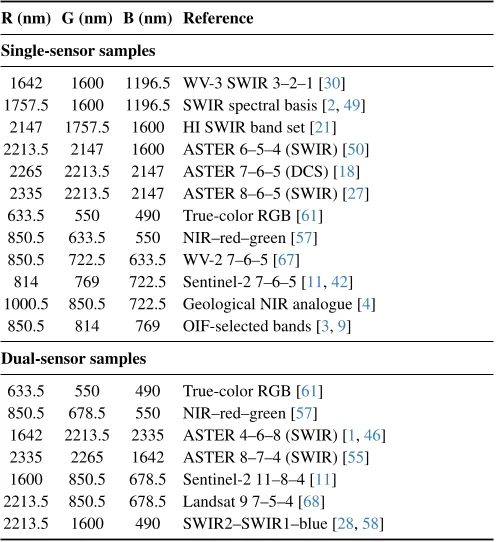 R (nm) G (nm) B (nm) Reference
Single-sensor samples
1642 1600 1196.5 WV-3 SWIR 3–2–1 [30]
1757.5 1600 1196.5 SWIR spectral basis [2, 49]
2147 1757.5 1600 HI SWIR band set [21]
2213.5 2147 1600 ASTER 6–5–4 (SWIR) [50]
2265 2213.5 2147 ASTER 7–6–5 (DCS) [18]
2335 2213.5 2147 ASTER 8–6–5 (SWIR) [27]
633.5 550 490 True-color RGB [61]
850.5 633.5 550 NIR–red–green [57]
850.5 722.5 633.5 WV-2 7–6–5 [67]
814 769 722.5 Sentinel-2 7–6–5 [11, 42]
1000.5 850.5 722.5 Geological NIR analogue [4]
850.5 814 769 OIF-selected bands [3, 9]
Dual-sensor samples
633.5 550 490 True-color RGB [61]
850.5 678.5 550 NIR–red–green [57]
1642 2213.5 2335 ASTER 4–6–8 (SWIR) [1, 46]
2335 2265 1642 ASTER 8–7–4 (SWIR) [55]
1600 850.5 678.5 Sentinel-2 11–8–4 [11]
2213.5 850.5 678.5 Landsat 9 7–5–4 [68]
2213.5 1600 490 SWIR2–SWIR1–blue [28, 58]